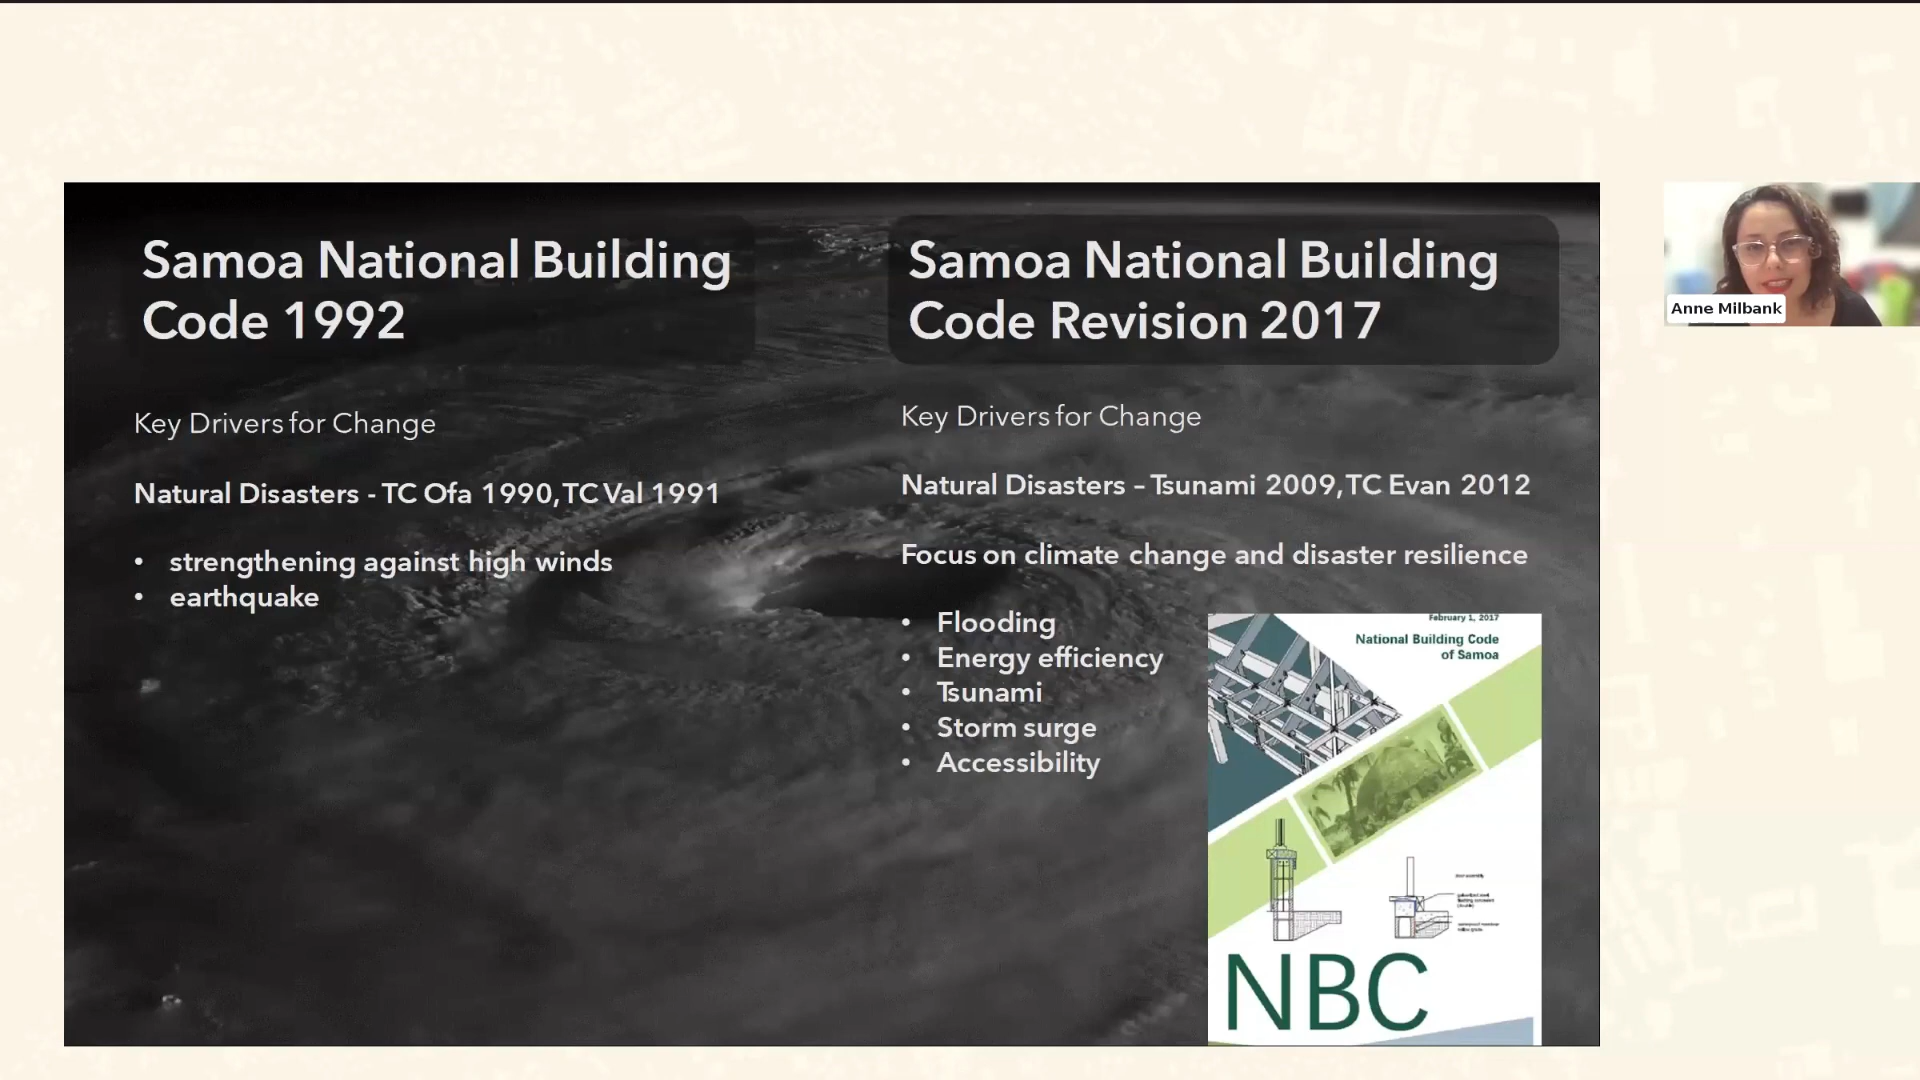 Samoa National Building
Code 1992
Key Drivers for Change
Natural Disasters - TC Ofa 1990, TC Val 1991
• strengthening against high winds
• earthquake
Samoa National Building
Code Revision 2017
Key Drivers for Change
Natural Disasters – Tsunami 2009, TC Evan 2012
Focus on climate change and disaster resilience
• Flooding
• Energy efficiency
• Tsunami
• Storm surge
• Accessibility
February 1, 2017
National Building Code
of Samoa
NBC
Anne Milbank